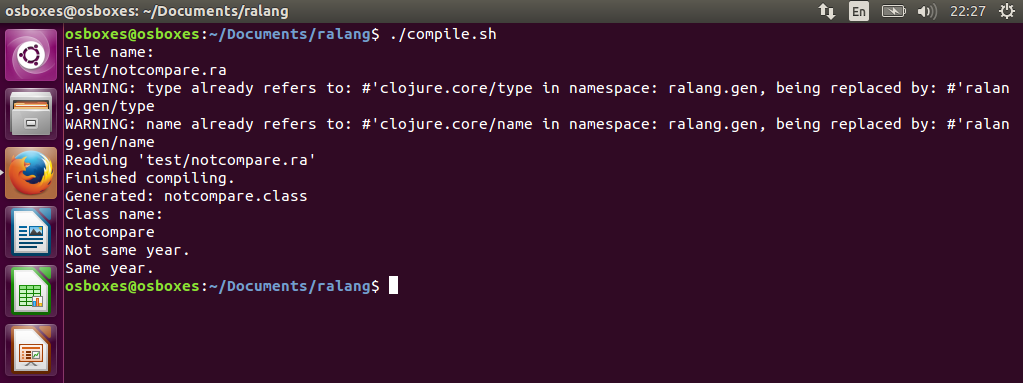 osboxes@osboxes: ~/Documents/ralang
En
22:27
osboxes@osboxes:~/Documents/ralang$ ./compile.sh
File name:
test/notcompare.ra
WARNING: type already refers to: #'clojure.core/type in namespace: ralang.gen, being replaced by: #'ralan
g.gen/type
WARNING: name already refers to: #'clojure.core/name in namespace: ralang.gen, being replaced by: #'ralan
g.gen/name
Reading 'test/notcompare.ra'
Finished compiling.
Generated: notcompare.class
Class name:
notcompare
Not same year.
Same year.
osboxes@osboxes:~/Documents/ralang$